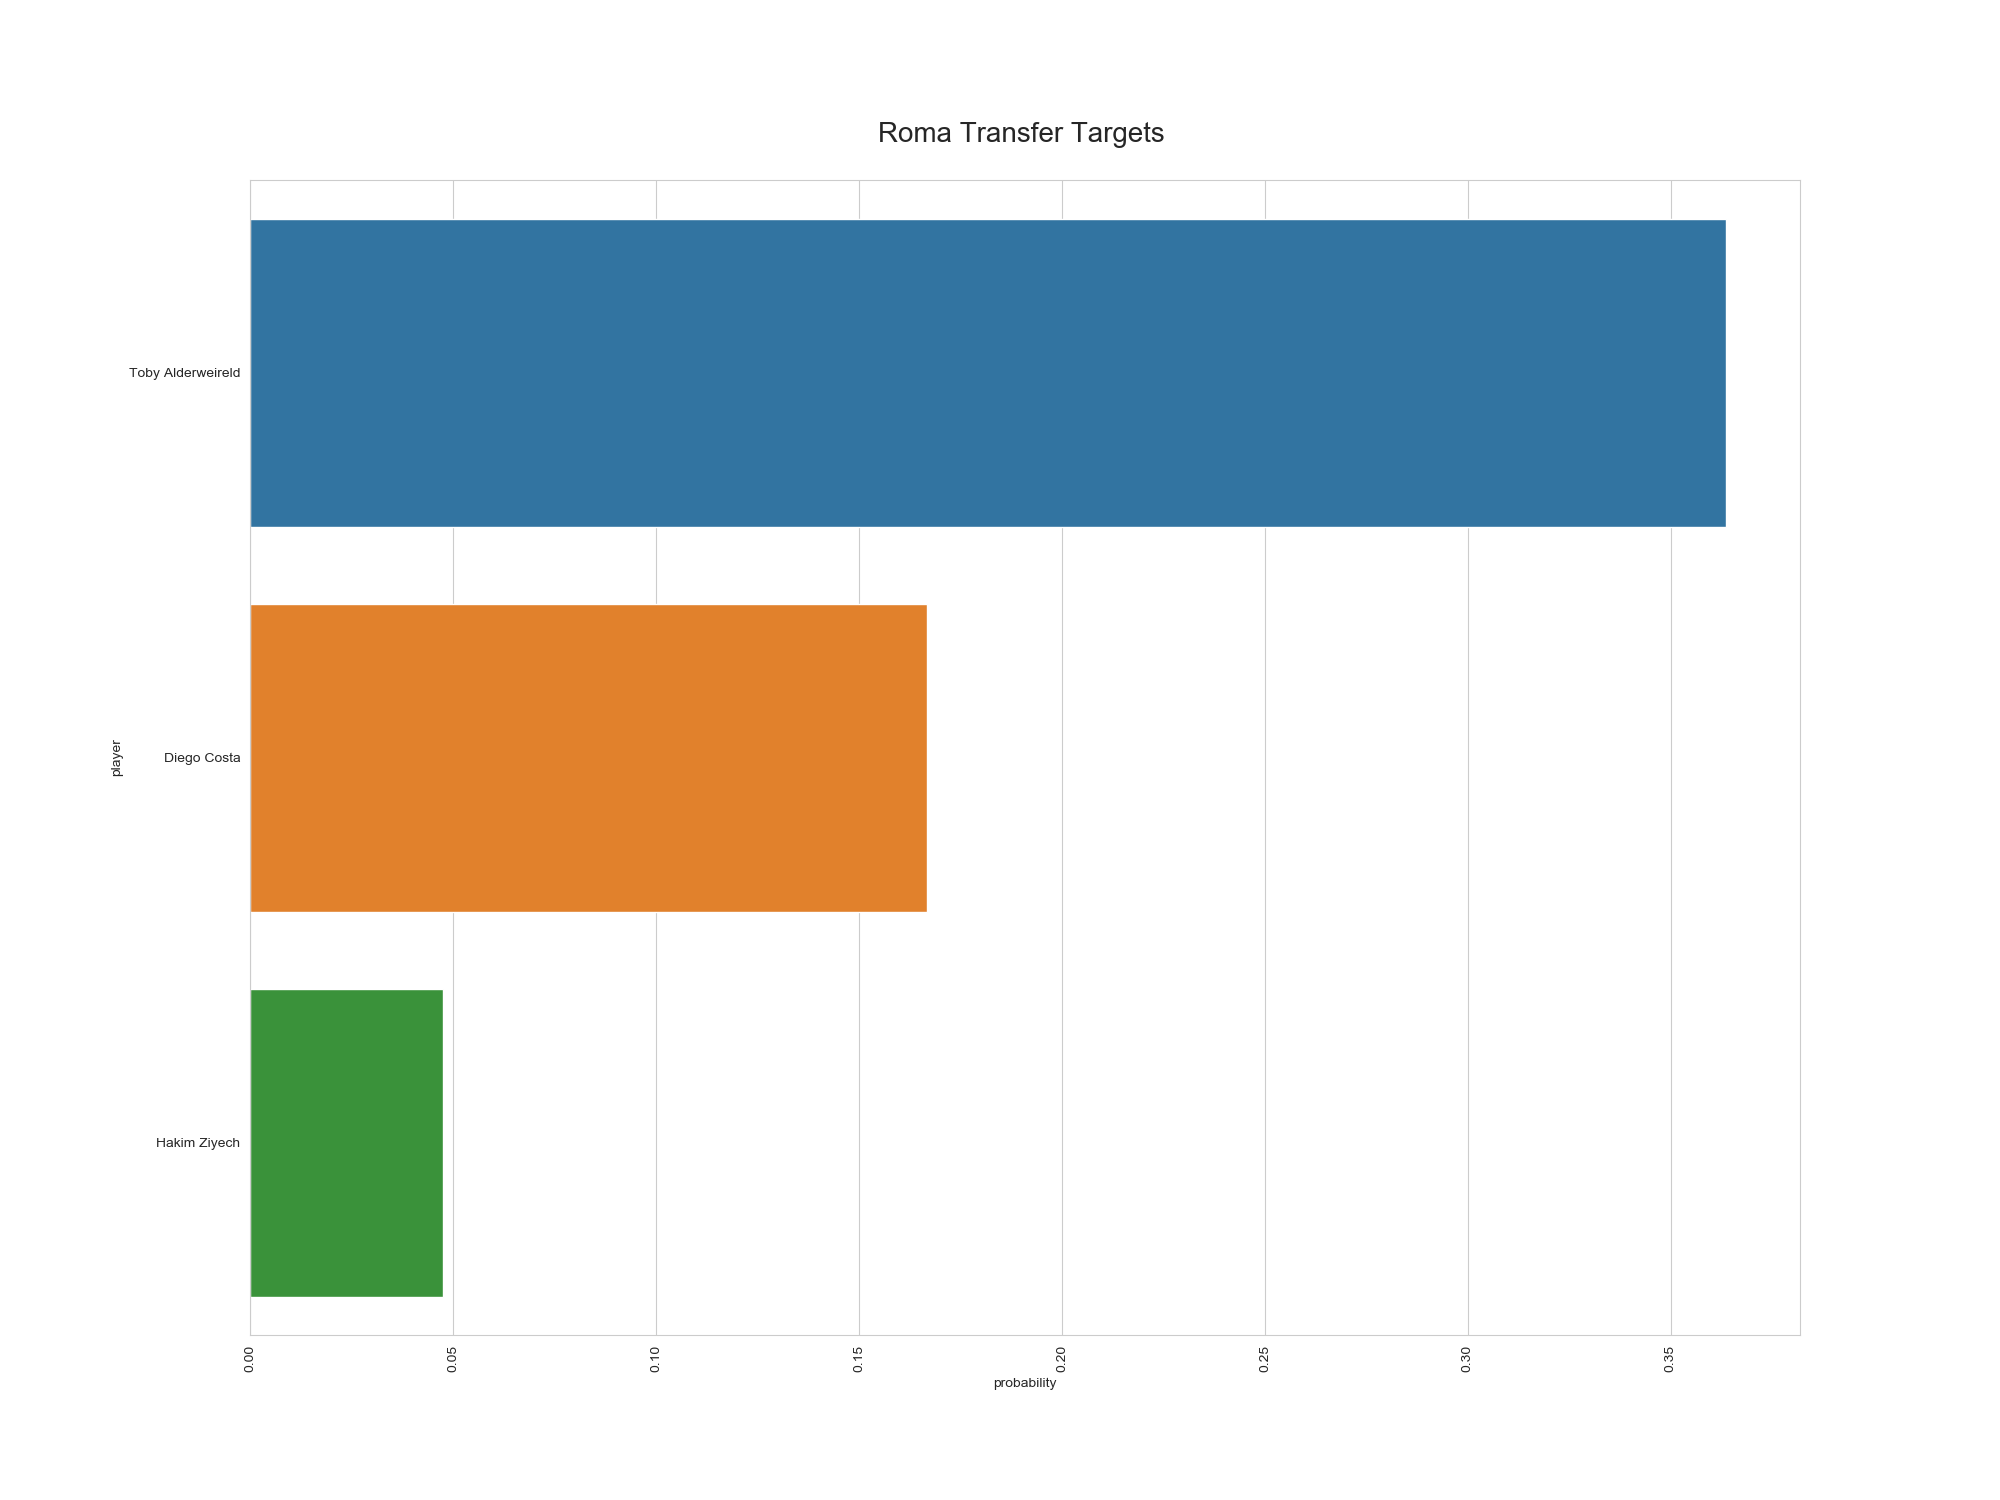 Roma Transfer Targets
Toby Alderweireld
Diego Costa
Hakim Ziyech
player
0.00
0.05
0.10
0.15
0.20
0.25
0.30
0.35
probability